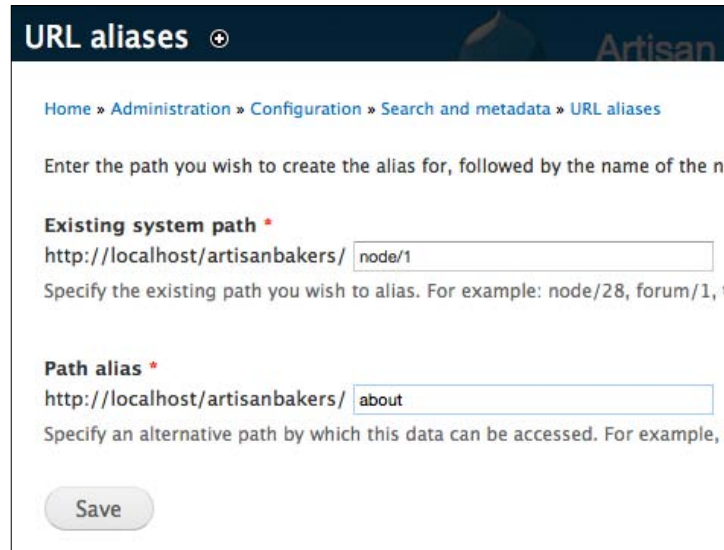 URL aliases
Artisan
Home » Administration » Configuration » Search and metadata » URL aliases
Enter the path you wish to create the alias for, followed by the name of the n
Existing system path *
http://localhost/artisanbakers/ node/1
Specify the existing path you wish to alias. For example: node/28, forum/1,
Path alias *
http://localhost/artisanbakers/ about
Specify an alternative path by which this data can be accessed. For example,
Save